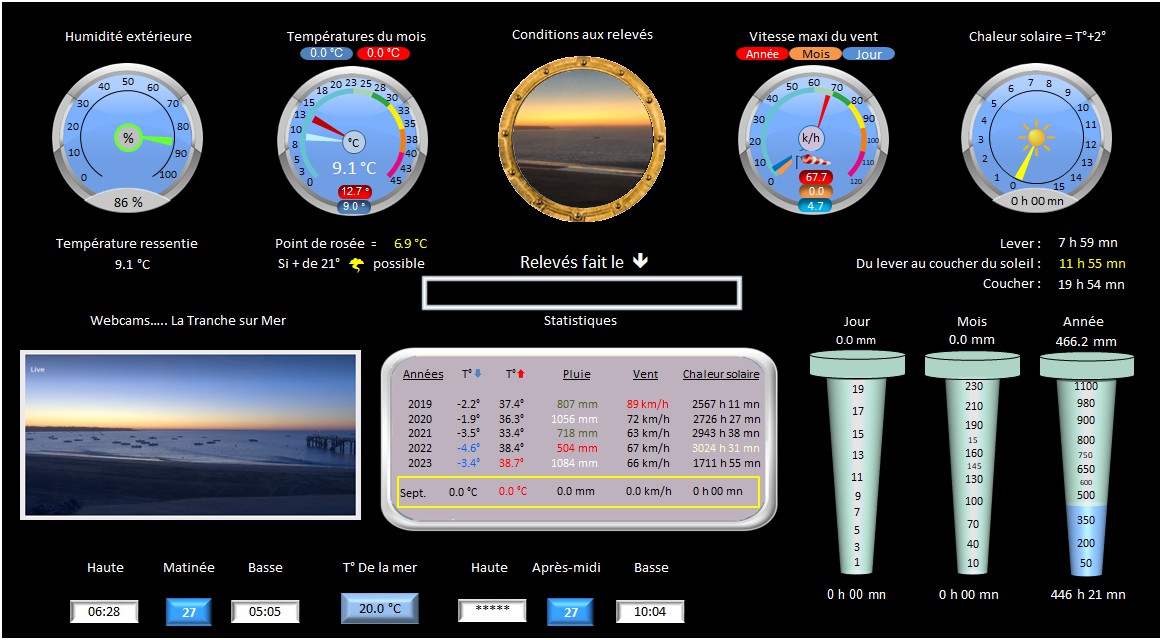 Humidité extérieure
Températures du mois
Conditions aux relevés
Vitesse maxi du vent
Chaleur solaire = T°+2°
0.0 °C 0.0 °C
Année Mois Jour
0 10 20 30 40 50 60 70 80 90 100
%
86 %
0 3 5 8 10 13 15 18 20 23 25 28 30 33 35 38 40 43 45
°C
9.1 °C
12.7 °
9.0 °
0 10 20 30 40 50 60 70 80 90 100 110 120
k/h
67.7
0.0
4.7
0 1 2 3 4 5 6 7 8 9 10 11 12 13 14 15
0 h 00 mn
Température ressentie
9.1 °C
Point de rosée = 6.9 °C
Si + de 21° possible
Relevés fait le
Lever : 7 h 59 mn
Du lever au coucher du soleil : 11 h 55 mn
Coucher : 19 h 54 mn
Webcams..... La Tranche sur Mer
Live
Statistiques
Années T° T° Pluie Vent Chaleur solaire
2019 -2.2° 37.4° 807 mm 89 km/h 2567 h 11 mn
2020 -1.9° 36.3° 1056 mm 72 km/h 2726 h 27 mn
2021 -3.5° 33.4° 718 mm 63 km/h 2943 h 38 mn
2022 -4.6° 38.4° 504 mm 67 km/h 3024 h 31 mn
2023 -3.4° 38.7° 1084 mm 66 km/h 1711 h 55 mn
Sept. 0.0 °C 0.0 °C 0.0 mm 0.0 km/h 0 h 00 mn
Jour
0.0 mm
19
17
15
13
11
9
7
5
3
1
0 h 00 mn
Mois
0.0 mm
230
210
190
15
160
145
130
100
70
40
10
0 h 00 mn
Année
466.2 mm
1100
980
900
800
750
650
600
500
350
200
50
446 h 21 mn
Haute Matinée Basse
06:28 27 05:05
T° De la mer
20.0 °C
Haute Après-midi Basse
***** 27 10:04